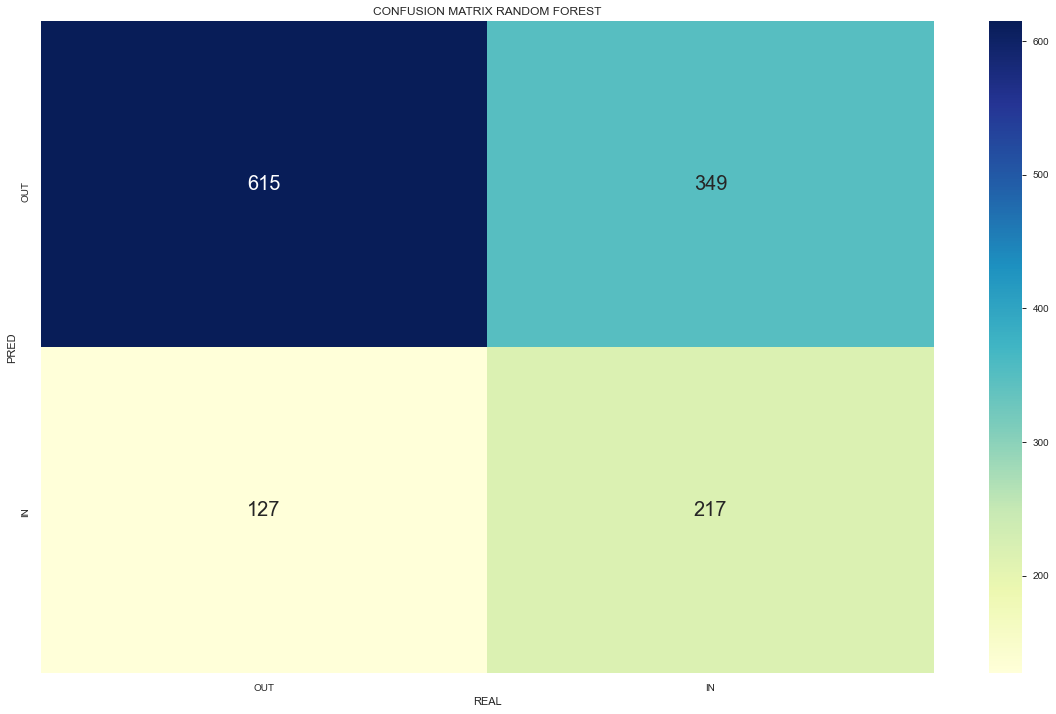 CONFUSION MATRIX RANDOM FOREST
OUT
IN
PRED
615
349
127
217
OUT
IN
REAL
600
500
400
300
200